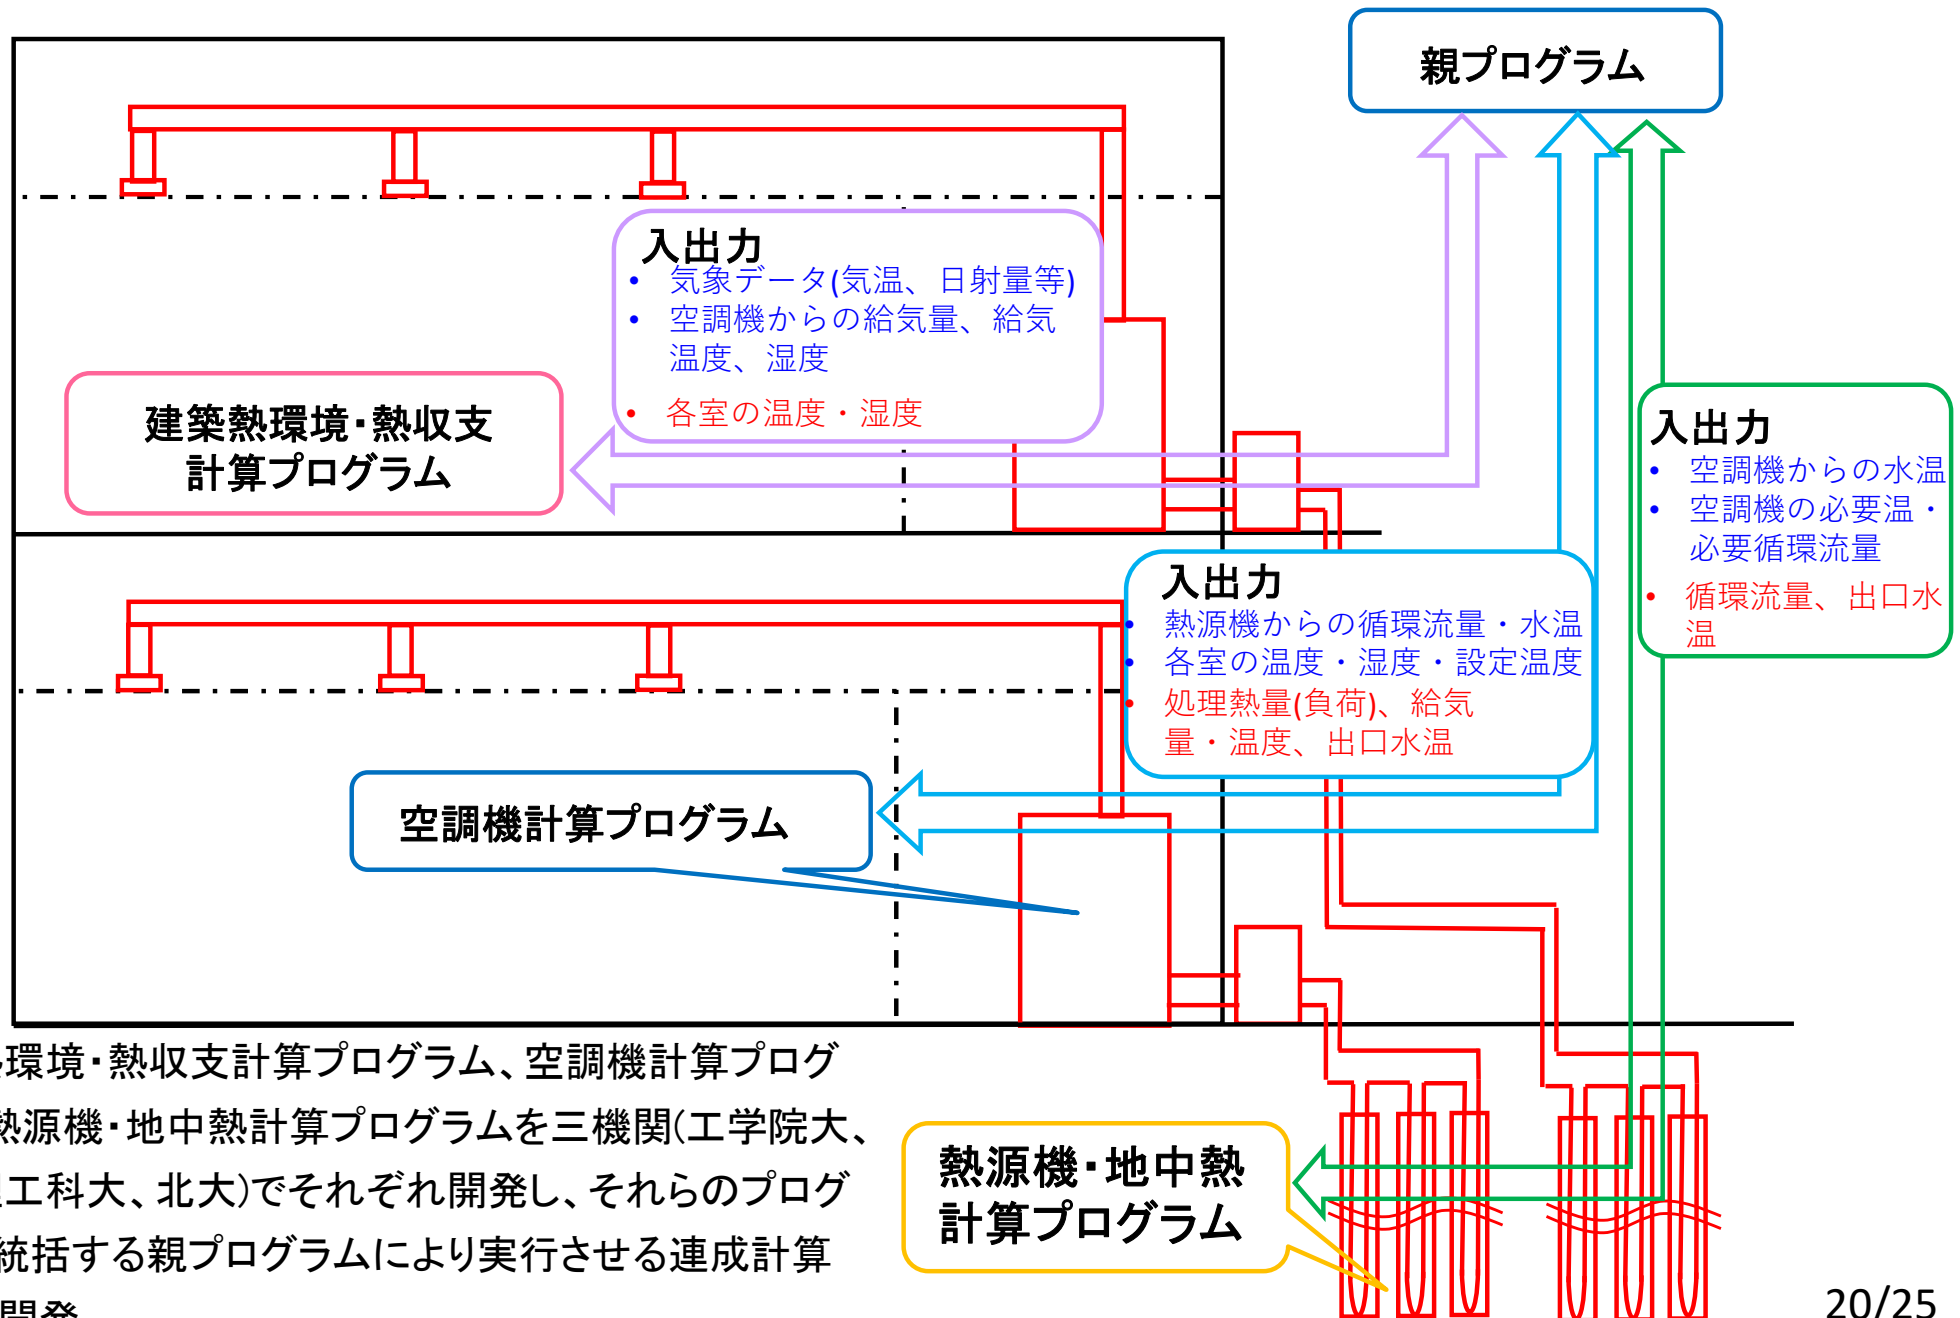 親プログラム
入出力
• 気象データ(気温、日射量等)
• 空調機からの給気量、給気
温度、湿度
• 各室の温度・湿度
建築熱環境・熱収支
計算プログラム
入出力
• 空調機からの水温
• 空調機の必要温・
必要循環流量
• 循環流量、出口水
温
入出力
• 熱源機からの循環流量・水温
• 各室の温度・湿度・設定温度
• 処理熱量(負荷)、給気
量・温度、出口水温
空調機計算プログラム
環境・熱収支計算プログラム、空調機計算プログ
熱源機・地中熱計算プログラムを三機関(工学院大、
工科大、北大)でそれぞれ開発し、それらのプログ
統括する親プログラムにより実行させる連成計算
開発
熱源機・地中熱
計算プログラム
20/25